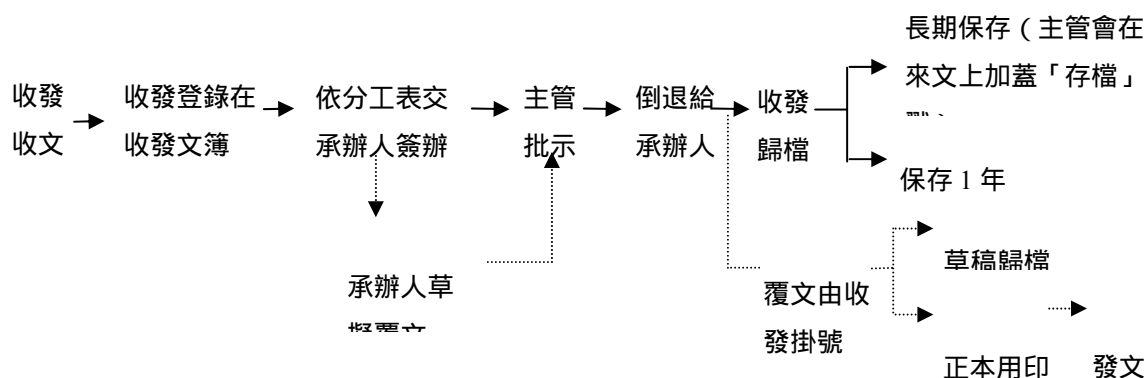 收發
收文
收發登錄在
收發文簿
依分工表交
承辦人簽辦
主管
批示
倒退給
承辦人
收發
歸檔
長期保存（主管會在
來文上加蓋「存檔」
保存 1 年
承辦人草
擬覆文
覆文由收
發掛號
草稿歸檔
正本用印
發文